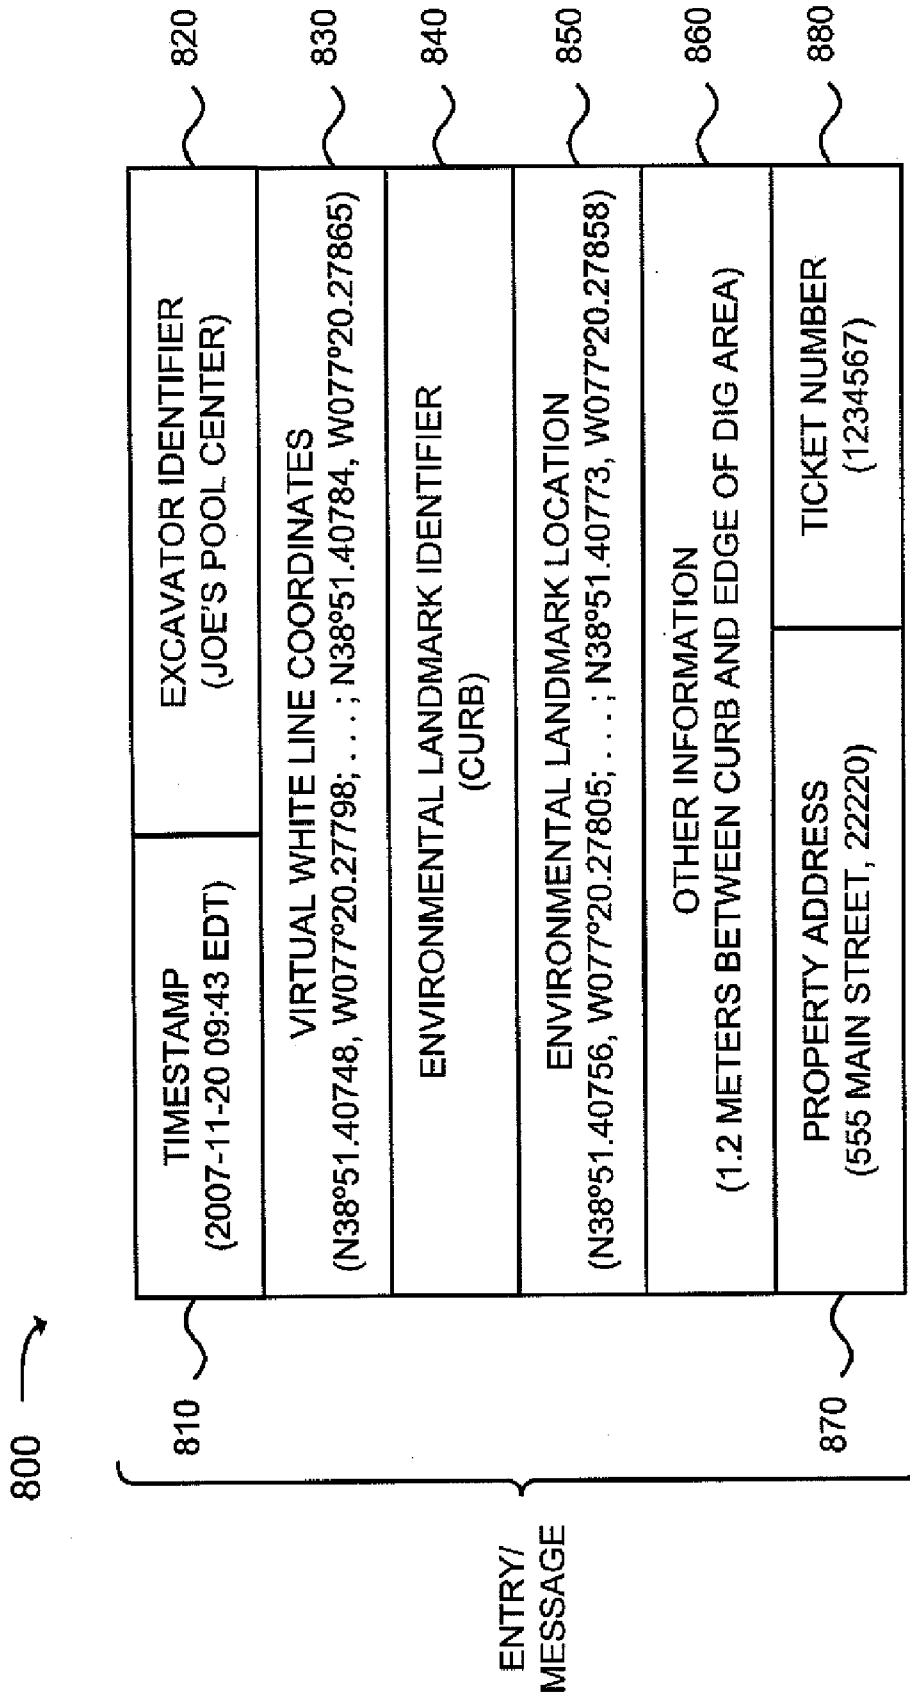 800
ENTRY/
MESSAGE
810
TIMESTAMP
(2007-11-20 09:43 EDT)
EXCAVATOR IDENTIFIER
(JOE'S POOL CENTER)
820
VIRTUAL WHITE LINE COORDINATES
(N38°51.40748, W077°20.27798; . . . ; N38°51.40784, W077°20.27865)
830
ENVIRONMENTAL LANDMARK IDENTIFIER
(CURB)
840
ENVIRONMENTAL LANDMARK LOCATION
(N38°51.40756, W077°20.27805; . . . ; N38°51.40773, W077°20.27858)
850
OTHER INFORMATION
(1.2 METERS BETWEEN CURB AND EDGE OF DIG AREA)
860
870
PROPERTY ADDRESS
(555 MAIN STREET, 22220)
TICKET NUMBER
(1234567)
880